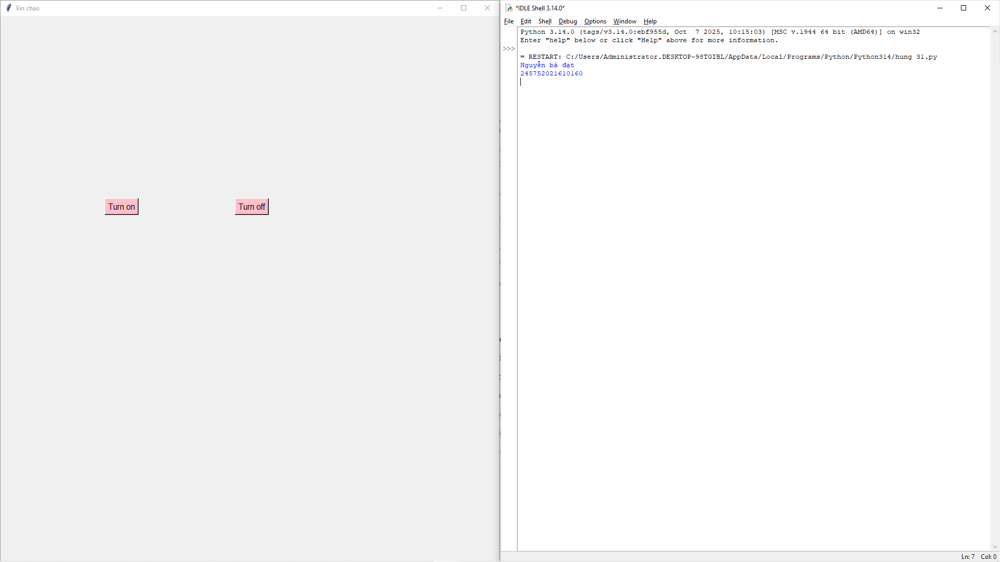 Xin chao
Turn on
Turn off
*IDLE Shell 3.14.0*
File Edit Shell Debug Options Window Help
Python 3.14.0 (tags/v3.14.0:ebf955d, Oct  7 2025, 10:15:03) [MSC v.1944 64 bit (AMD64)] on win32
Enter "help" below or click "Help" above for more information.
>>>
= RESTART: C:/Users/Administrator.DESKTOP-98TGIBL/AppData/Local/Programs/Python/Python314/hung 31.py
Nguyễn bá đạt
245752021610160
Ln: 7 Col: 0